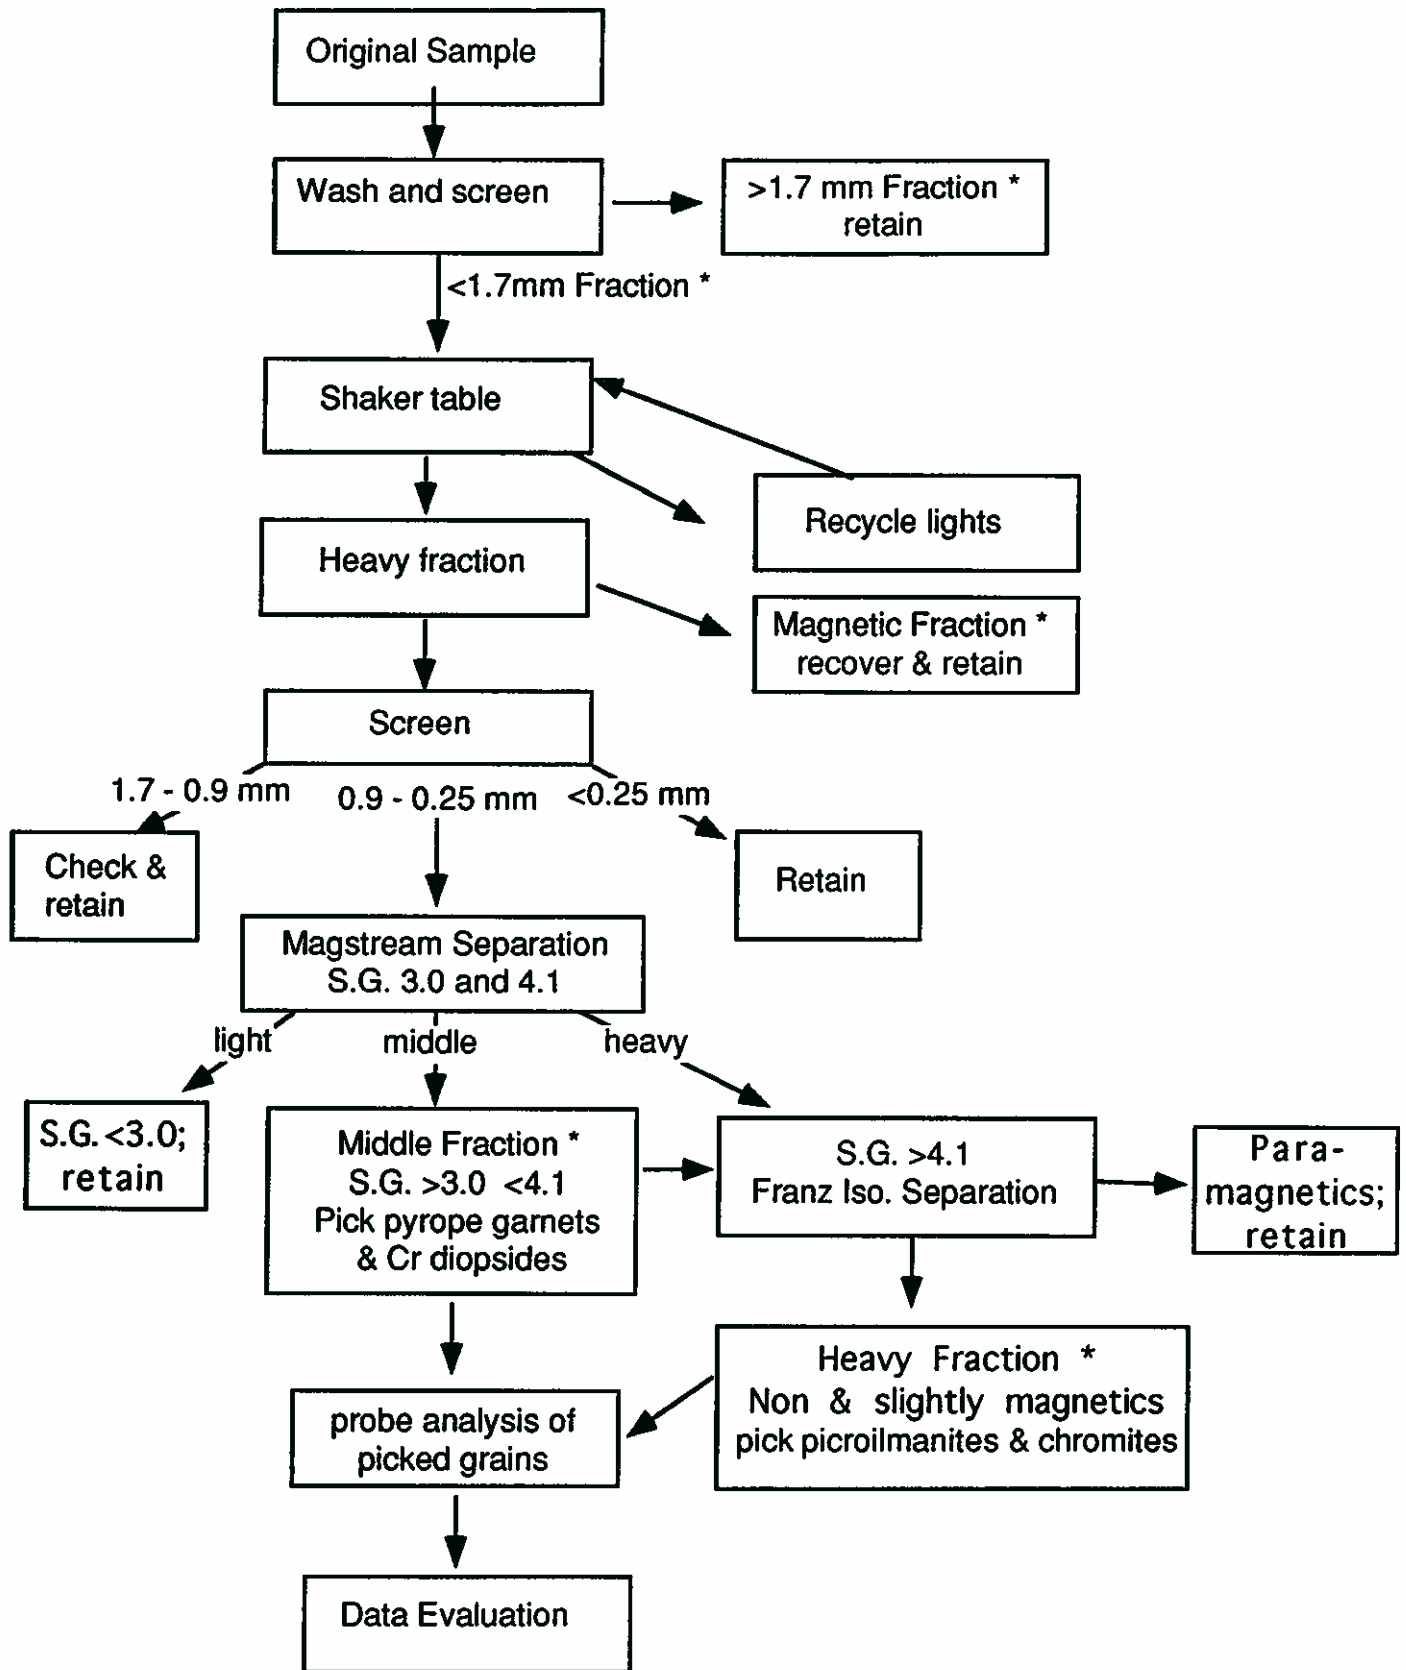 Original Sample
Wash and screen
>1.7 mm Fraction *
retain
<1.7mm Fraction *
Shaker table
Recycle lights
Heavy fraction
Magnetic Fraction *
recover & retain
Screen
1.7 - 0.9 mm
0.9 - 0.25 mm
<0.25 mm
Check &
retain
Retain
Magstream Separation
S.G. 3.0 and 4.1
light
middle
heavy
S.G. <3.0;
retain
Middle Fraction *
S.G. >3.0 <4.1
Pick pyrope garnets
& Cr diopsides
S.G. >4.1
Franz Iso. Separation
Para-
magnetics;
retain
Heavy Fraction *
Non & slightly magnetics
pick picroilmanites & chromites
probe analysis of
picked grains
Data Evaluation